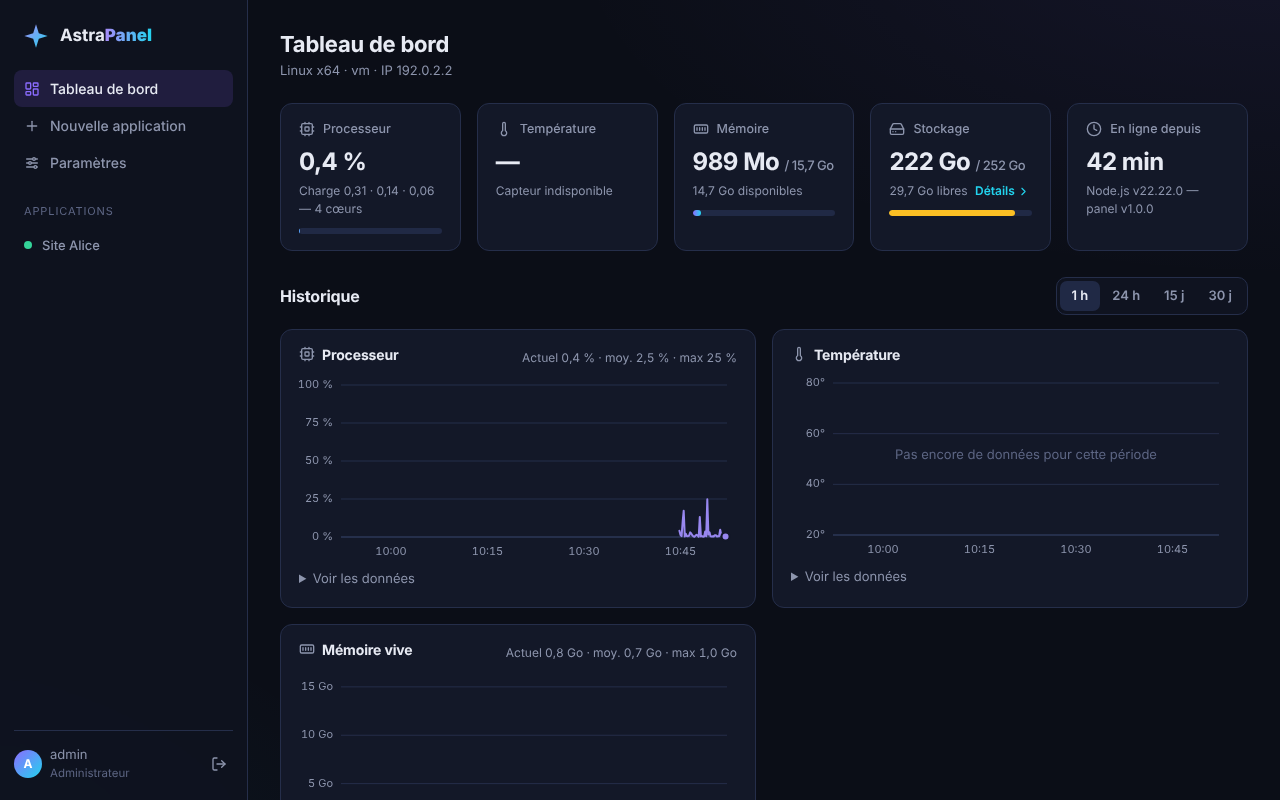 AstraPanel
Tableau de bord
Nouvelle application
Paramètres
APPLICATIONS
Site Alice
admin
Administrateur
A
Tableau de bord
Linux x64 · vm · IP 192.0.2.2
Processeur
0,4 %
Charge 0,31 · 0,14 · 0,06
— 4 cœurs
Température
—
Capteur indisponible
Mémoire
989 Mo / 15,7 Go
14,7 Go disponibles
Stockage
222 Go / 252 Go
29,7 Go libres Détails
En ligne depuis
42 min
Node.js v22.22.0 —
panel v1.0.0
Historique
1 h 24 h 15 j 30 j
Processeur
Actuel 0,4 % · moy. 2,5 % · max 25 %
100 %
75 %
50 %
25 %
0 %
10:00 10:15 10:30 10:45
Voir les données
Température
80°
60°
Pas encore de données pour cette période
40°
20°
10:00 10:15 10:30 10:45
Voir les données
Mémoire vive
Actuel 0,8 Go · moy. 0,7 Go · max 1,0 Go
15 Go
10 Go
5 Go